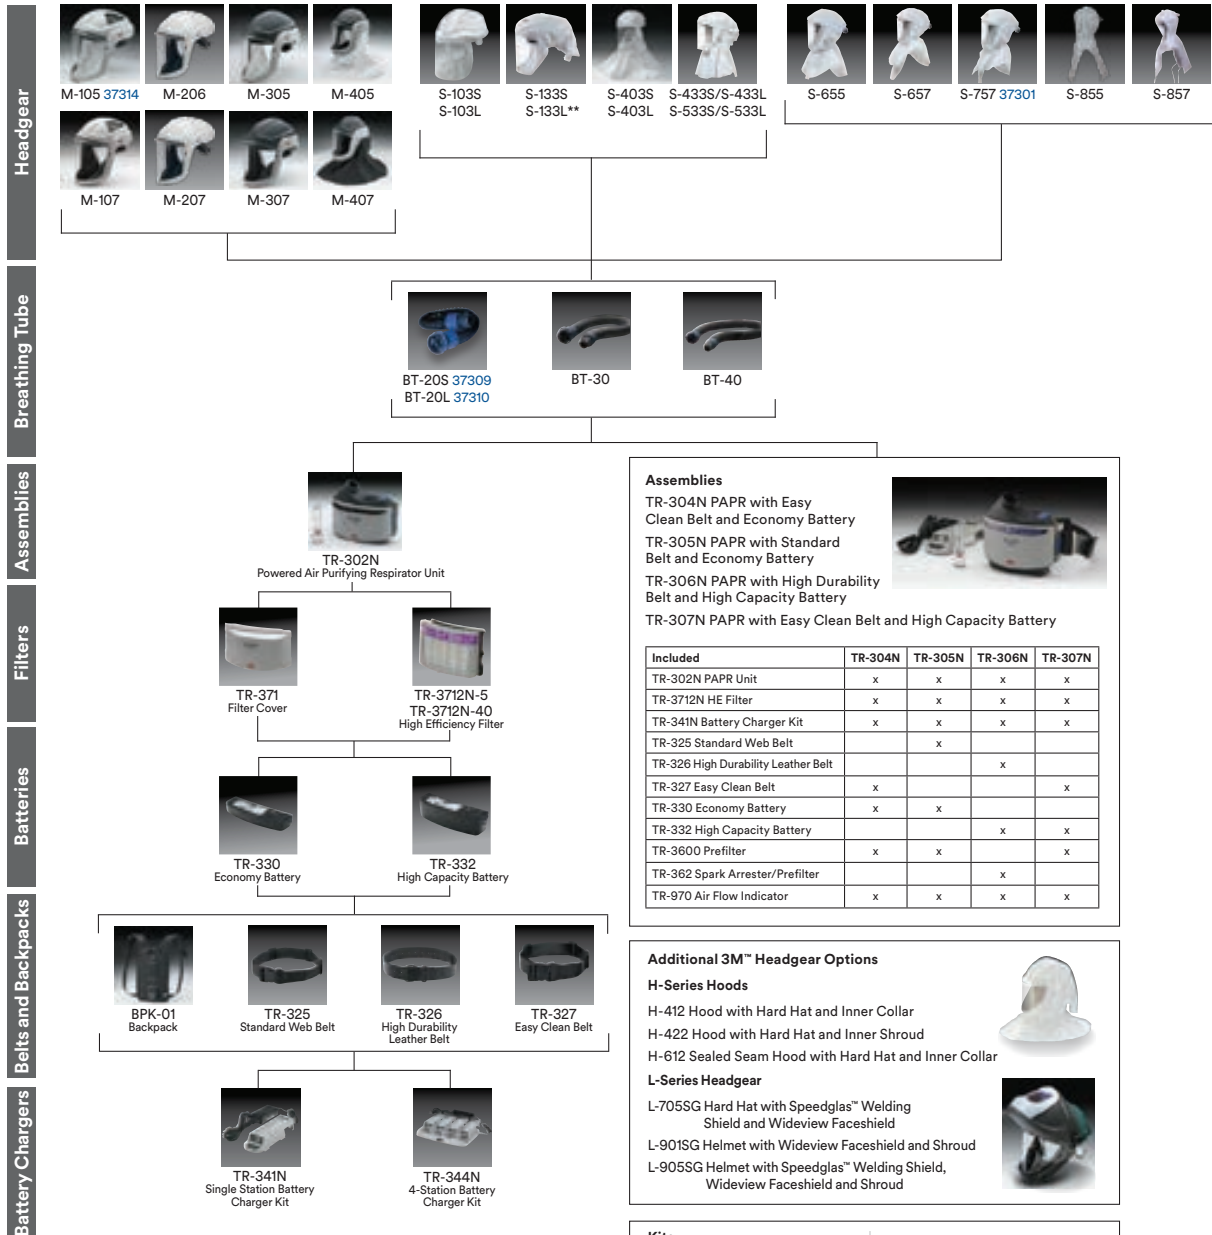 Headgear
M-105 37314 M-206 M-305 M-405
M-107 M-207 M-307 M-407
S-103S S-133S S-403S S-433S/S-433L
S-103L S-133L** S-403L S-533S/S-533L
S-655 S-657 S-757 37301 S-855 S-857
Breathing Tube
BT-20S 37309 BT-30 BT-40
BT-20L 37310
Assemblies
TR-302N
Powered Air Purifying Respirator Unit
Filters
TR-371
Filter Cover
TR-3712N-5
TR-3712N-40
High Efficiency Filter
Batteries
TR-330
Economy Battery
TR-332
High Capacity Battery
Belts and Backpacks
BPK-01
Backpack
TR-325
Standard Web Belt
TR-326
High Durability
Leather Belt
TR-327
Easy Clean Belt
Battery Chargers
TR-341N
Single Station Battery
Charger Kit
TR-344N
4-Station Battery
Charger Kit
Assemblies
TR-304N PAPR with Easy
Clean Belt and Economy Battery
TR-305N PAPR with Standard
Belt and Economy Battery
TR-306N PAPR with High Durability
Belt and High Capacity Battery
TR-307N PAPR with Easy Clean Belt and High Capacity Battery
Included TR-304N TR-305N TR-306N TR-307N
TR-302N PAPR Unit x x x x
TR-3712N HE Filter x x x x
TR-341N Battery Charger Kit x x x x
TR-325 Standard Web Belt x
TR-326 High Durability Leather Belt x
TR-327 Easy Clean Belt x x
TR-330 Economy Battery x x
TR-332 High Capacity Battery x x
TR-3600 Prefilter x x x
TR-362 Spark Arrester/Prefilter x
TR-970 Air Flow Indicator x x x x
Additional 3M™ Headgear Options
H-Series Hoods
H-412 Hood with Hard Hat and Inner Collar
H-422 Hood with Hard Hat and Inner Shroud
H-612 Sealed Seam Hood with Hard Hat and Inner Collar
L-Series Headgear
L-705SG Hard Hat with Speedglas™ Welding
Shield and Wideview Faceshield
L-901SG Helmet with Wideview Faceshield and Shroud
L-905SG Helmet with Speedglas™ Welding Shield,
Wideview Faceshield and Shroud